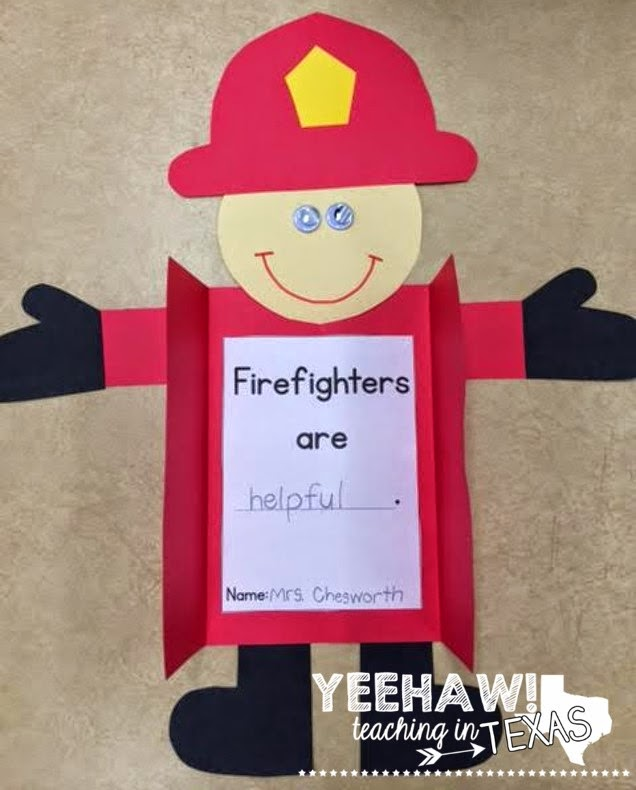 Firefighters
are
helpful.
Name: Mrs. Chesworth
YEEHAW!
teaching in TEXAS